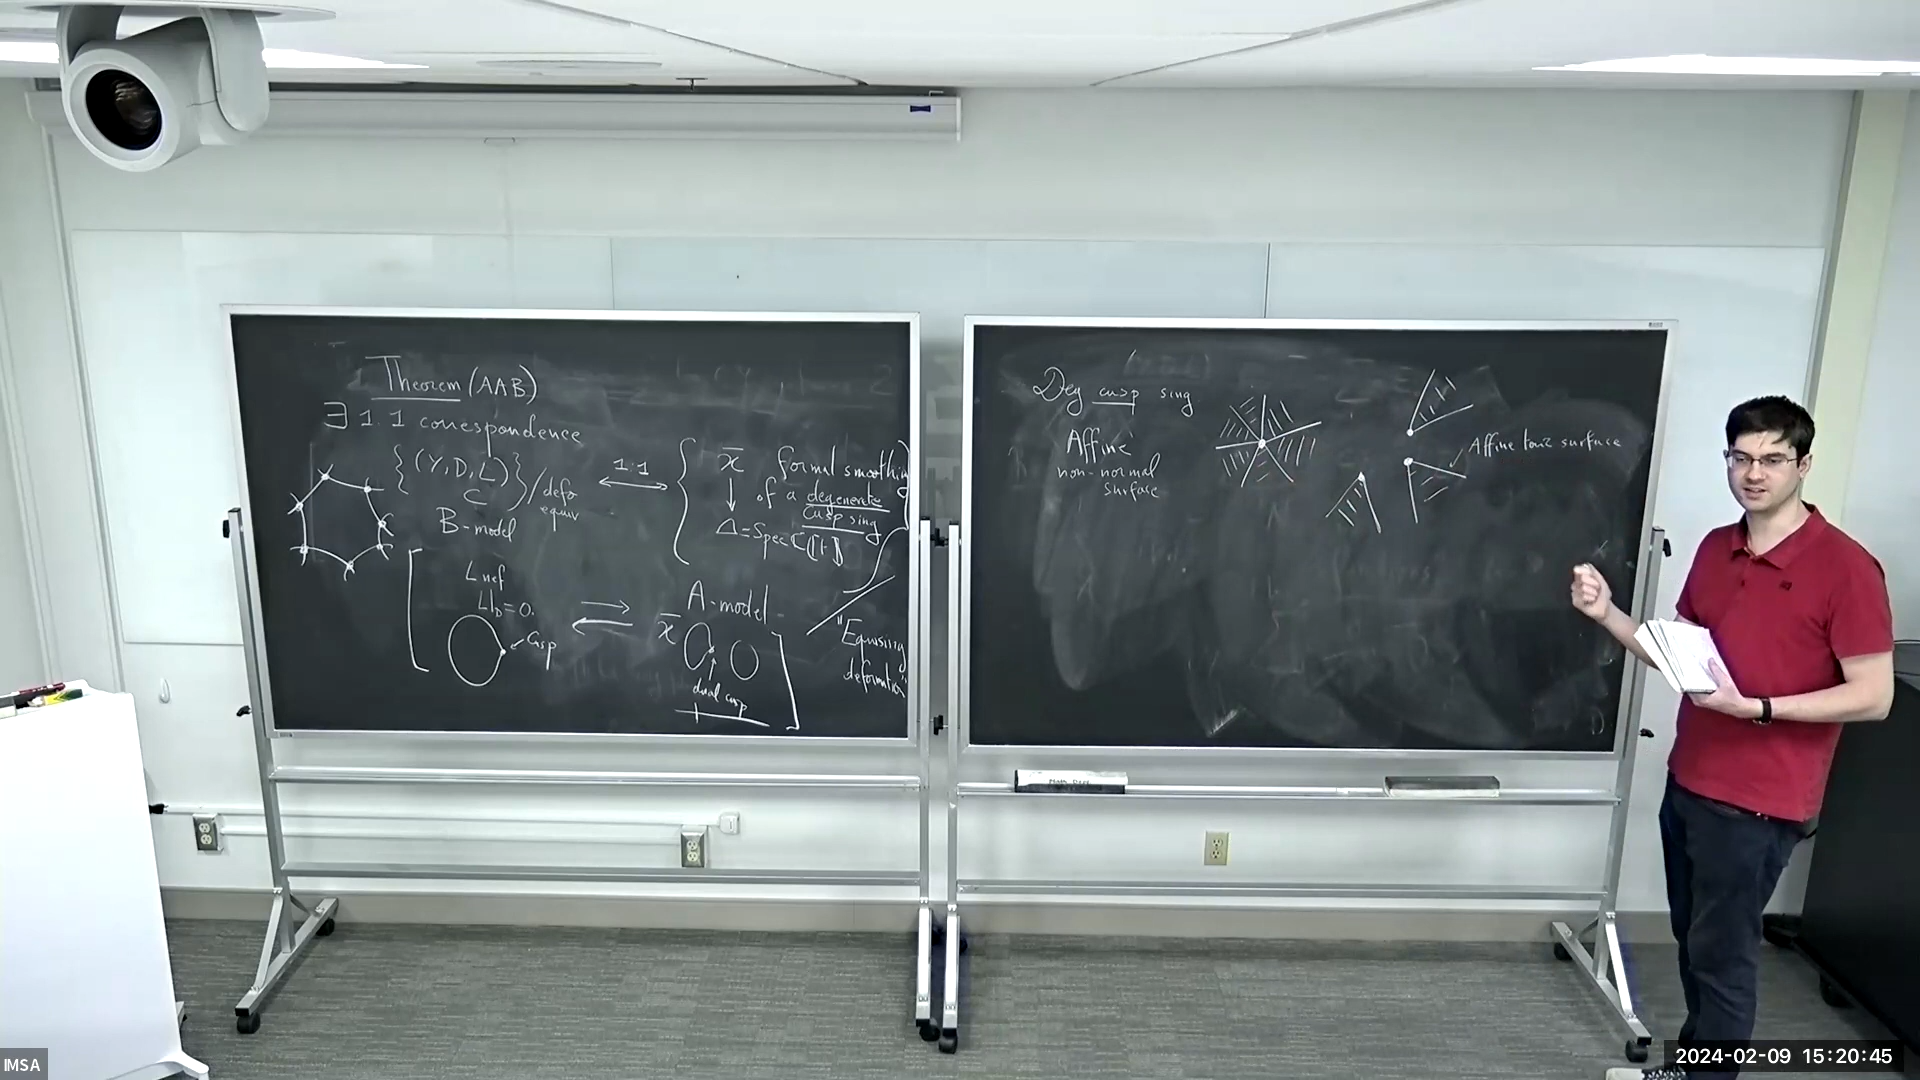 Theorem (AAB)
∃ 1.1 correspondence
{(Y, D, L)}/defo equiv
C
B-model
1:1
X̄ formal smoothing
of a degenerate
cusp sing
Δ = Spec C[[t]]
L nef
L|_D = 0.
Cusp
A-model
X̄
dual cusp
"Equising
deformation"
Deg cusp sing
Affine
non-normal
surface
Affine toric surface
IMSA
2024-02-09 15:20:45